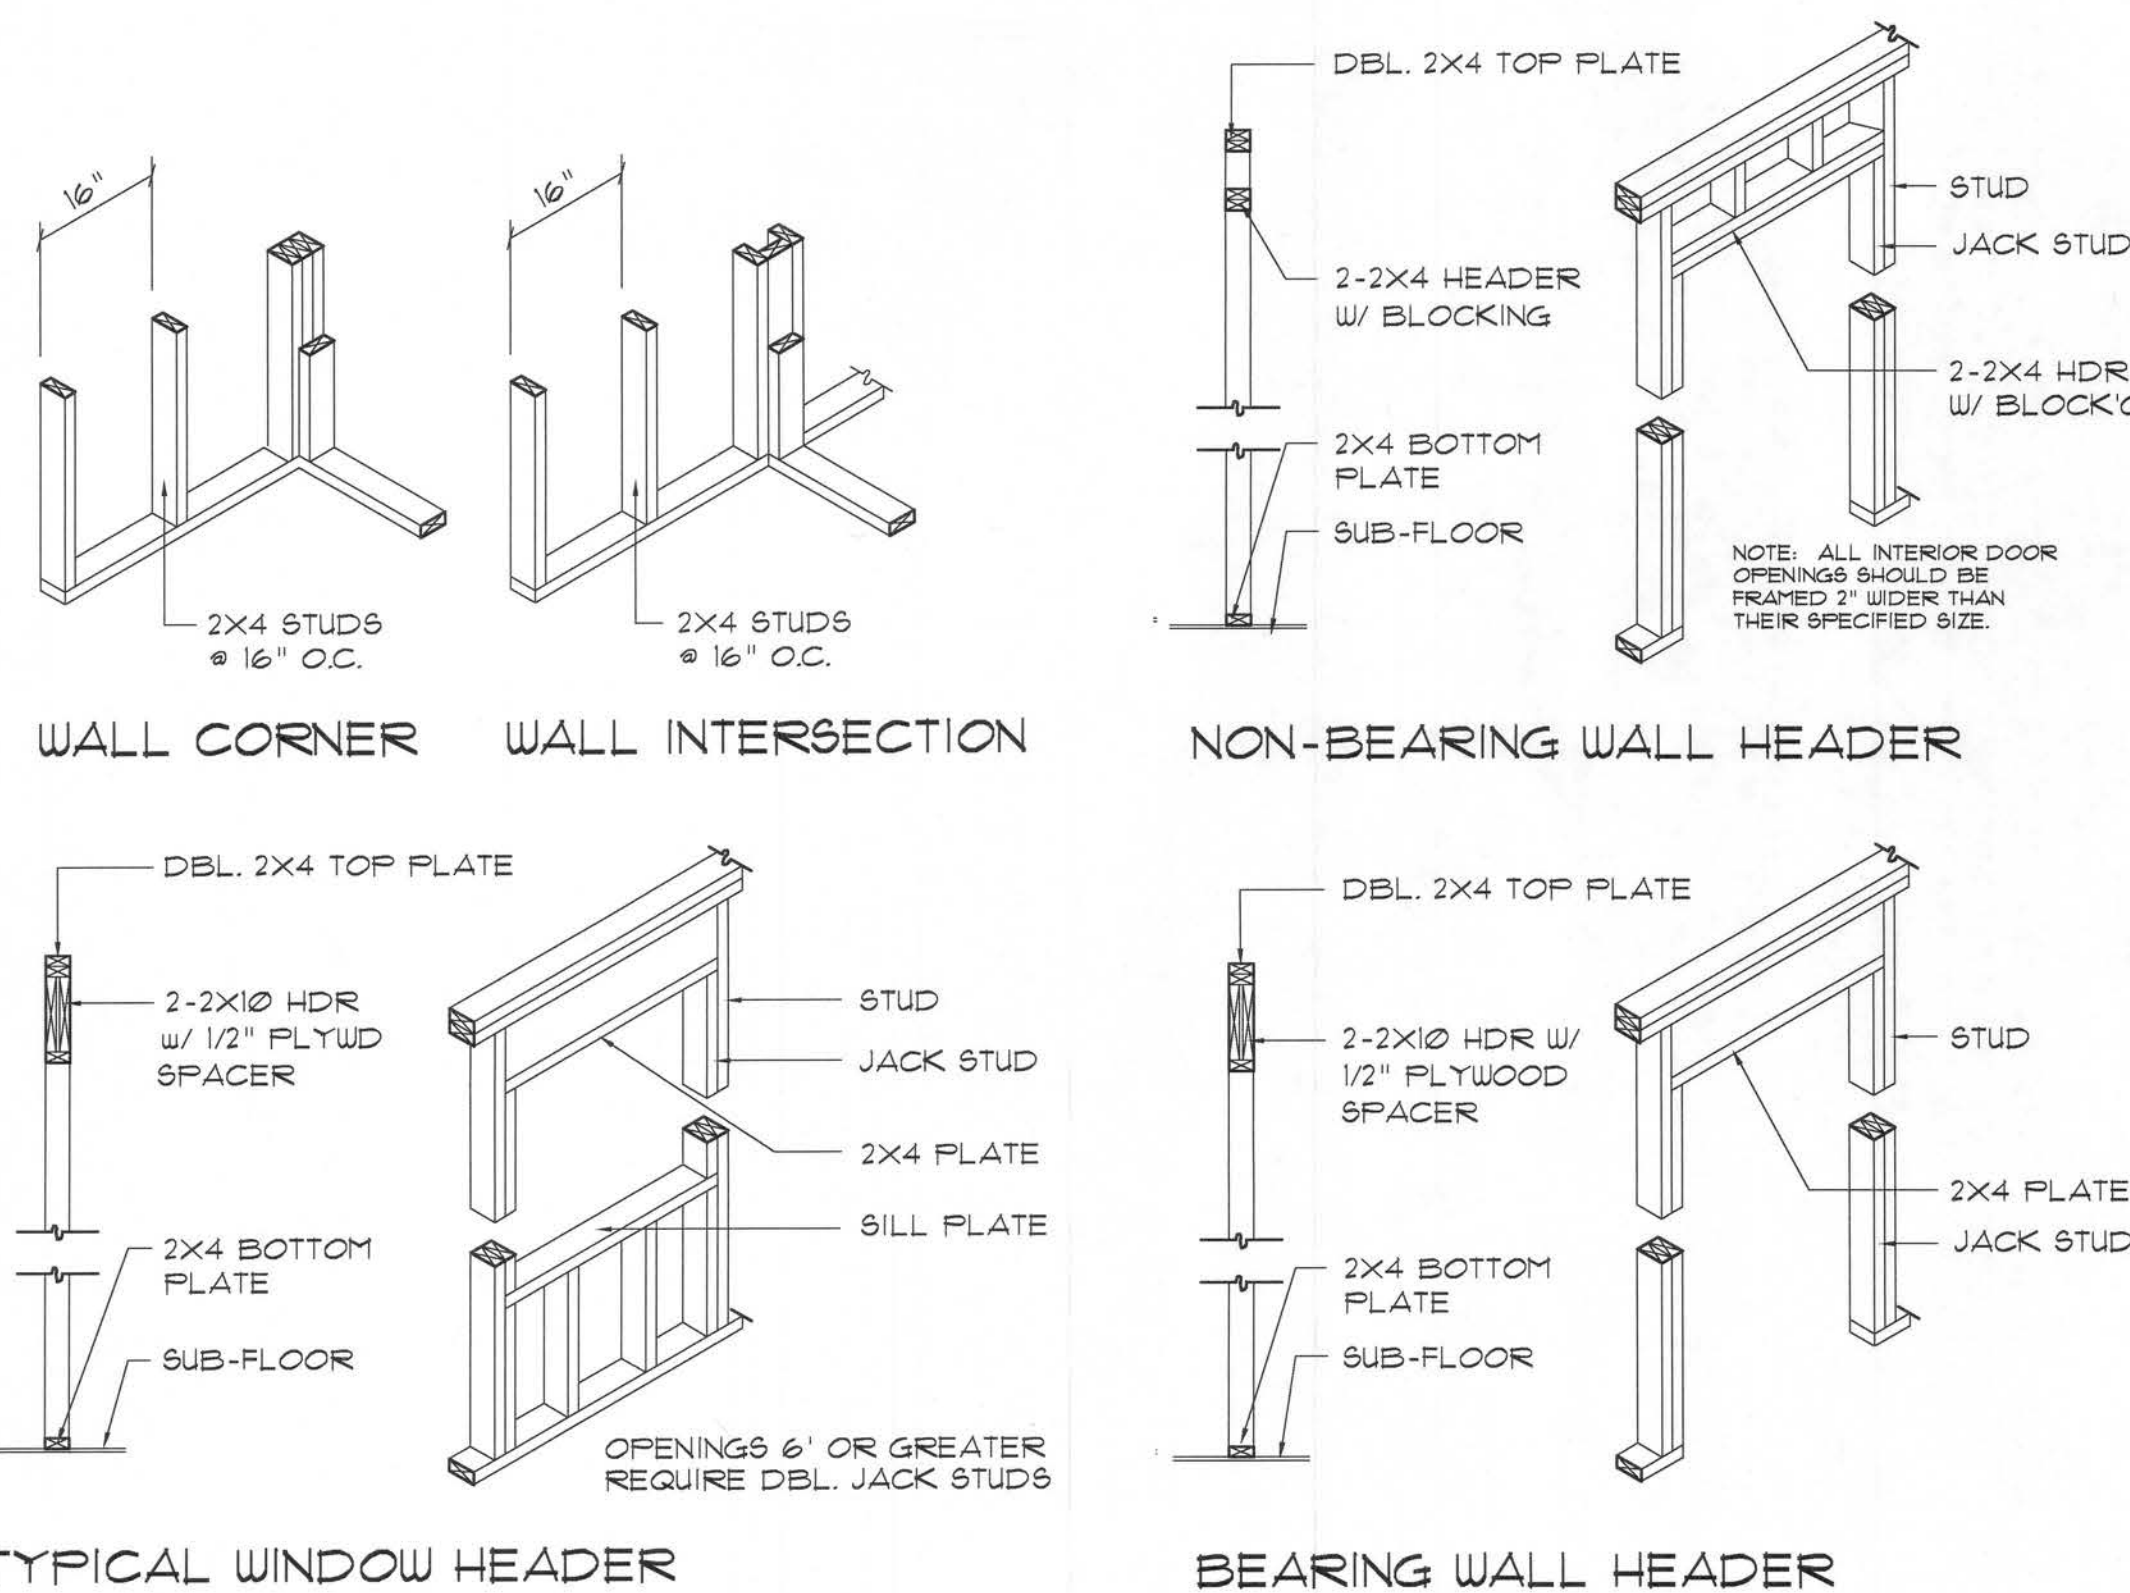 16"
2X4 STUDS
@ 16" O.C.
WALL CORNER
16"
2X4 STUDS
@ 16" O.C.
WALL INTERSECTION
DBL. 2X4 TOP PLATE
2-2X4 HEADER
W/ BLOCKING
2X4 BOTTOM
PLATE
SUB-FLOOR
STUD
JACK STUD
2-2X4 HDR
W/ BLOCK'
NOTE: ALL INTERIOR DOOR
OPENINGS SHOULD BE
FRAMED 2" WIDER THAN
THEIR SPECIFIED SIZE.
NON-BEARING WALL HEADER
DBL. 2X4 TOP PLATE
2-2X10 HDR
W/ 1/2" PLYWD
SPACER
2X4 BOTTOM
PLATE
SUB-FLOOR
STUD
JACK STUD
2X4 PLATE
SILL PLATE
OPENINGS 6' OR GREATER
REQUIRE DBL. JACK STUDS
TYPICAL WINDOW HEADER
DBL. 2X4 TOP PLATE
2-2X10 HDR W/
1/2" PLYWOOD
SPACER
2X4 BOTTOM
PLATE
SUB-FLOOR
STUD
2X4 PLATE
JACK STUD
BEARING WALL HEADER